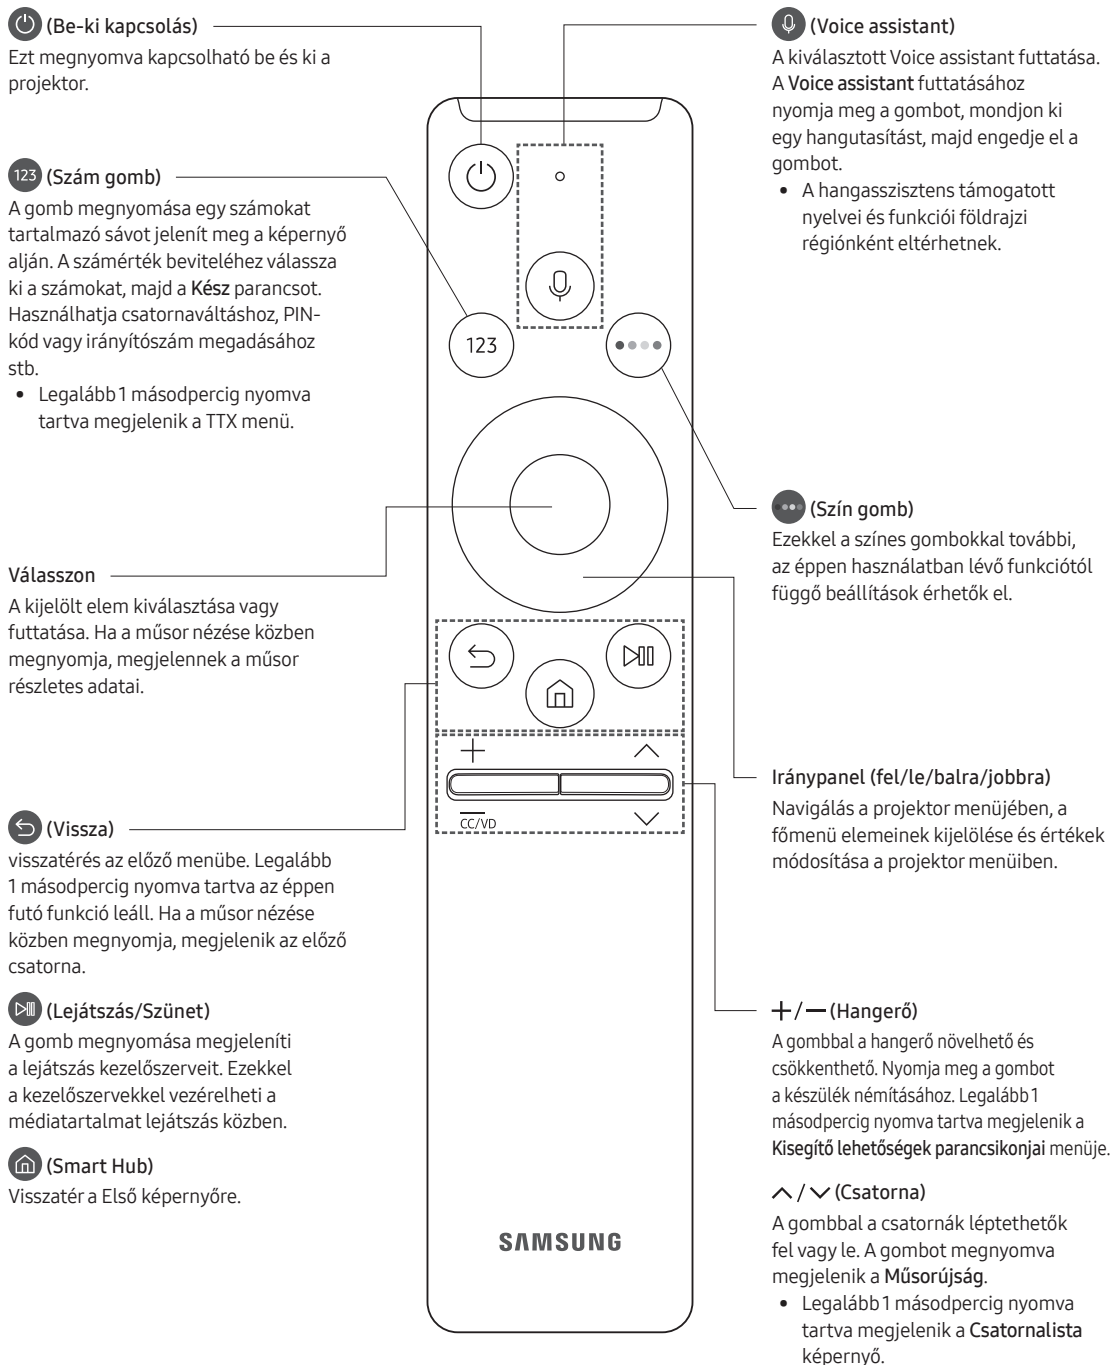 (Be-ki kapcsolás)
Ezt megnyomva kapcsolható be és ki a
projektor.
123 (Szám gomb)
A gomb megnyomása egy számokat
tartalmazó sávot jelenít meg a képernyő
alján. A számérték beviteléhez válassza
ki a számokat, majd a Kész parancsot.
Használhatja csatornaváltáshoz, PIN-
kód vagy irányítószám megadásához
stb.
• Legalább 1 másodpercig nyomva
tartva megjelenik a TTX menü.
Válasszon
A kijelölt elem kiválasztása vagy
futtatása. Ha a műsor nézése közben
megnyomja, megjelennek a műsor
részletes adatai.
(Vissza)
visszatérés az előző menübe. Legalább
1 másodpercig nyomva tartva az éppen
futó funkció leáll. Ha a műsor nézése
közben megnyomja, megjelenik az előző
csatorna.
(Lejátszás/Szünet)
A gomb megnyomása megjeleníti
a lejátszás kezelőszerveit. Ezekkel
a kezelőszervekkel vezérelheti a
médiatartalmat lejátszás közben.
(Smart Hub)
Visszatér a Első képernyőre.
123
CC/VD
SAMSUNG
(Voice assistant)
A kiválasztott Voice assistant futtatása.
A Voice assistant futtatásához
nyomja meg a gombot, mondjon ki
egy hangutasítást, majd engedje el a
gombot.
• A hangasszisztens támogatott
nyelvei és funkciói földrajzi
régiónként eltérhetnek.
(Szín gomb)
Ezekkel a színes gombokkal további,
az éppen használatban lévő funkciótól
függő beállítások érhetők el.
Iránypanel (fel/le/balra/jobbra)
Navigálás a projektor menüjében, a
főmenü elemeinek kijelölése és értékek
módosítása a projektor menüiben.
+/— (Hangerő)
A gombbal a hangerő növelhető és
csökkenthető. Nyomja meg a gombot
a készülék némításához. Legalább 1
másodpercig nyomva tartva megjelenik a
Kisegítő lehetőségek parancsikonjai menüje.
/ (Csatorna)
A gombbal a csatornák léptethetők
fel vagy le. A gombot megnyomva
megjelenik a Műsorújság.
• Legalább 1 másodpercig nyomva
tartva megjelenik a Csatornalista
képernyő.